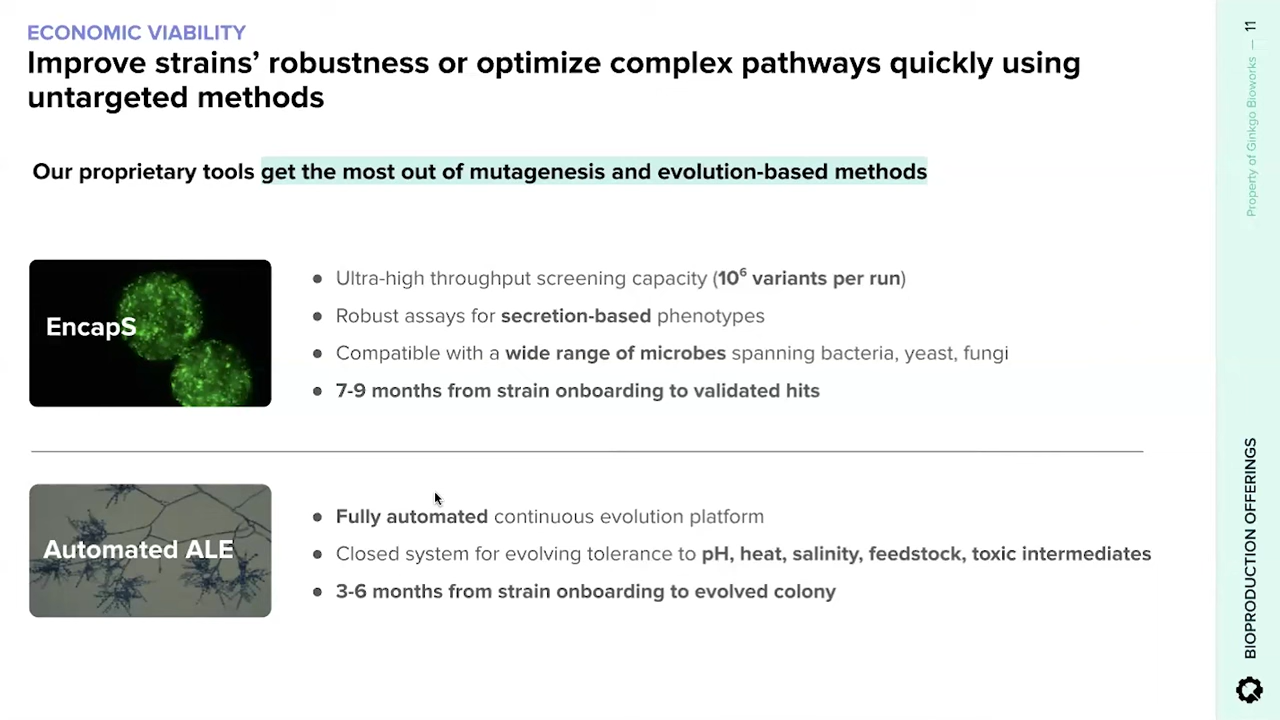 ECONOMIC VIABILITY
Improve strains’ robustness or optimize complex pathways quickly using
untargeted methods
Our proprietary tools get the most out of mutagenesis and evolution-based methods
EncapS
● Ultra-high throughput screening capacity (10⁶ variants per run)
● Robust assays for secretion-based phenotypes
● Compatible with a wide range of microbes spanning bacteria, yeast, fungi
● 7-9 months from strain onboarding to validated hits
Automated ALE
● Fully automated continuous evolution platform
● Closed system for evolving tolerance to pH, heat, salinity, feedstock, toxic intermediates
● 3-6 months from strain onboarding to evolved colony
Property of Ginkgo Bioworks — 11
BIOPRODUCTION OFFERINGS